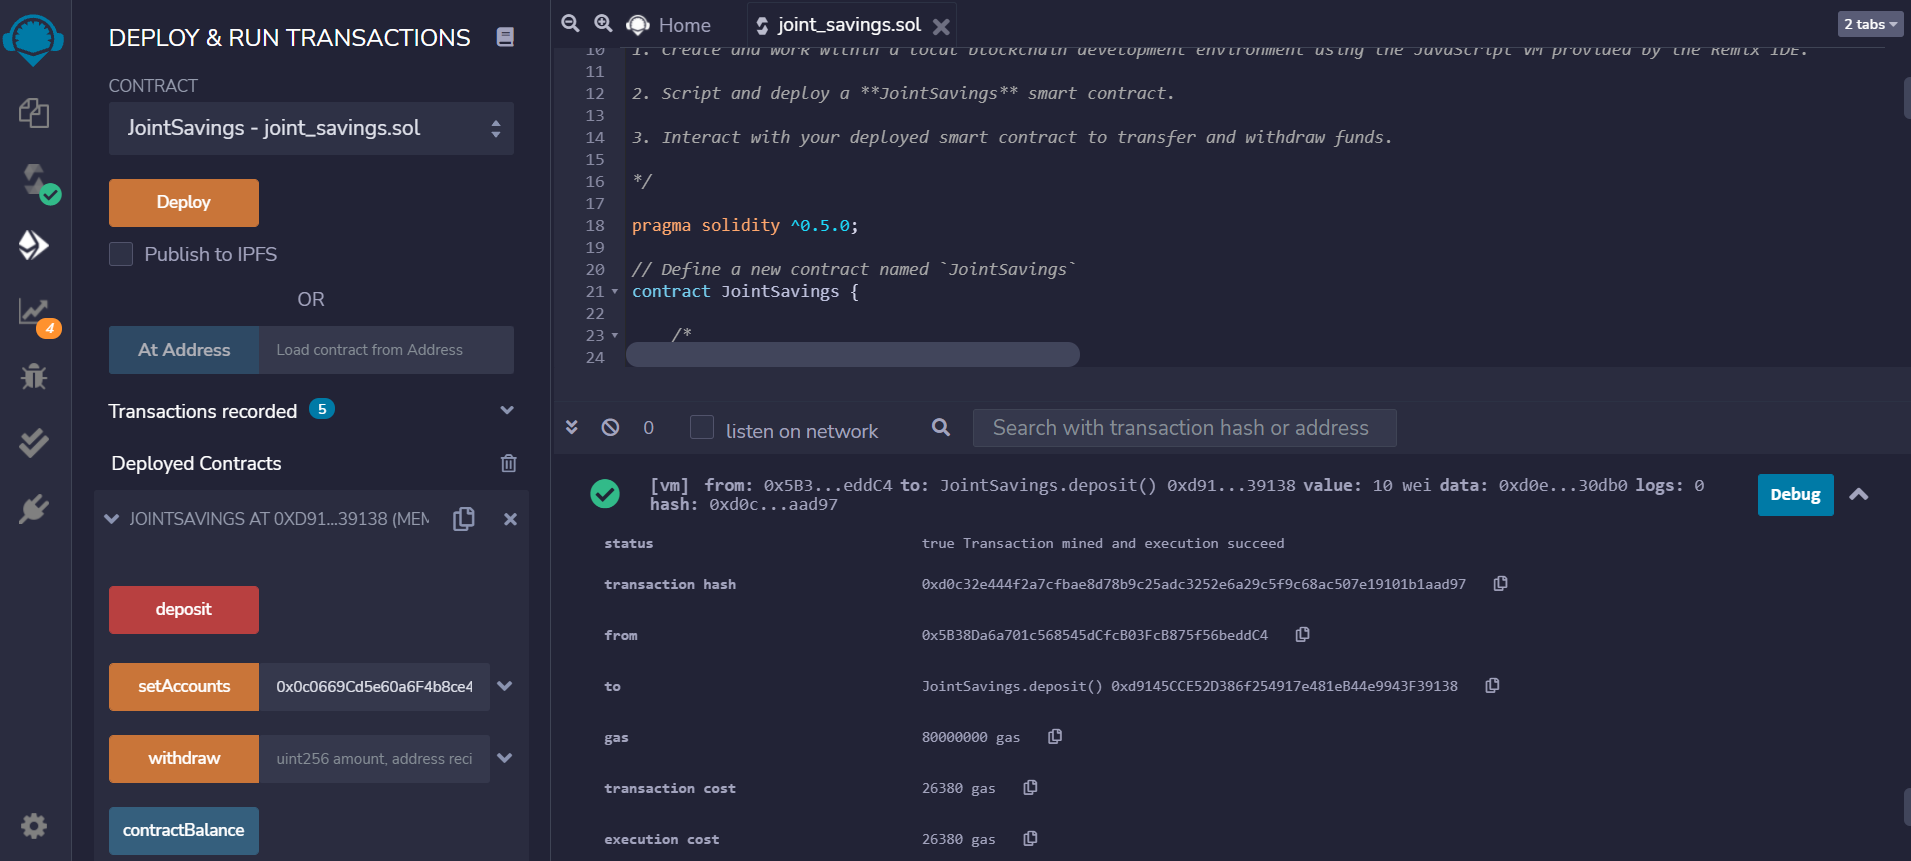 DEPLOY & RUN TRANSACTIONS
CONTRACT
JointSavings - joint_savings.sol
Deploy
Publish to IPFS
OR
At Address
Load contract from Address
Transactions recorded 5
Deployed Contracts
JOINTSAVINGS AT 0XD91...39138 (MEM
deposit
setAccounts
0x0c0669Cd5e60a6F4b8ce4
withdraw
uint256 amount, address reci
contractBalance
4
Home
joint_savings.sol
2 tabs
10 1. Create and work within a local blockchain development environment using the JavaScript VM provided by the Remix IDE.
11
12 2. Script and deploy a **JointSavings** smart contract.
13
14 3. Interact with your deployed smart contract to transfer and withdraw funds.
15
16 */
17
18 pragma solidity ^0.5.0;
19
20 // Define a new contract named `JointSavings`
21 contract JointSavings {
22
23 /*
24
0
listen on network
Search with transaction hash or address
[vm] from: 0x5B3...eddC4 to: JointSavings.deposit() 0xd91...39138 value: 10 wei data: 0xd0e...30db0 logs: 0
hash: 0xd0c...aad97
Debug
status true Transaction mined and execution succeed
transaction hash 0xd0c32e444f2a7cfbae8d78b9c25adc3252e6a29c5f9c68ac507e19101b1aad97
from 0x5B38Da6a701c568545dCfcB03FcB875f56beddC4
to JointSavings.deposit() 0xd9145CCE52D386f254917e481eB44e9943F39138
gas 80000000 gas
transaction cost 26380 gas
execution cost 26380 gas